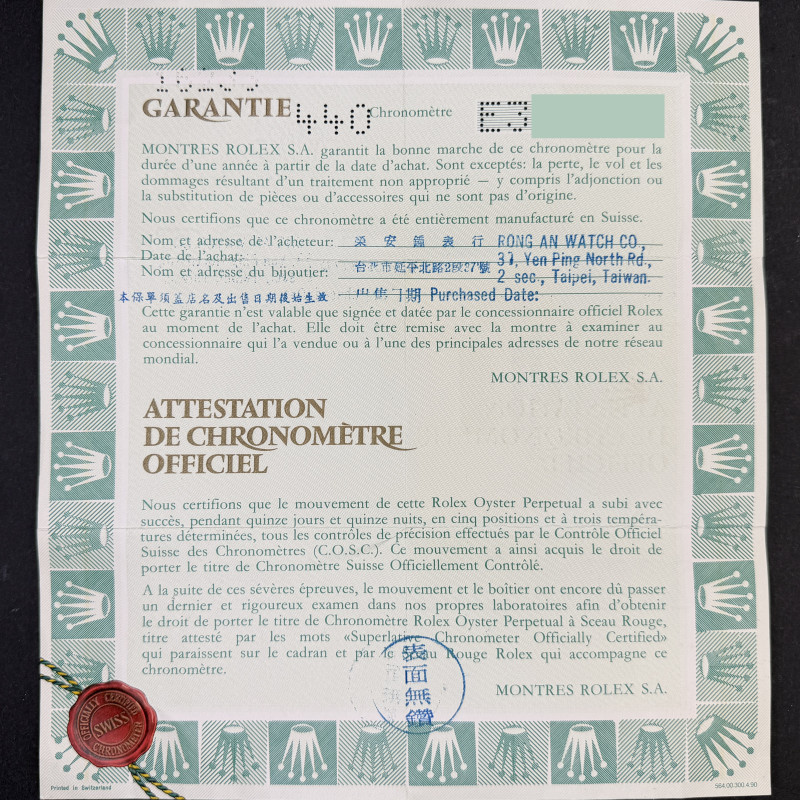 GARANTIE
440
Chronomètre
E3
MONTRES ROLEX S.A. garantit la bonne marche de ce chronomètre pour la
durée d'une année à partir de la date d'achat. Sont exceptés: la perte, le vol et les
dommages résultant d'un traitement non approprié — y compris l'adjonction ou
la substitution de pièces ou d'accessoires qui ne sont pas d'origine.
Nous certifions que ce chronomètre a été entièrement manufacturé en Suisse.
Nom et adresse de l'acheteur: 榮安鐘表行 RONG AN WATCH CO.,
Date de l'achat: 37, Yen Ping North Rd.,
Nom et adresse du bijoutier: 台北市延平北路2段37號 2 sec., Taipei, Taiwan.
本保單須蓋店名及出售日期後始生效 出售日期 Purchased Date:
Cette garantie n'est valable que signée et datée par le concessionnaire officiel Rolex
au moment de l'achat. Elle doit être remise avec la montre à examiner au
concessionnaire qui l'a vendue ou à l'une des principales adresses de notre réseau
mondial.
MONTRES ROLEX S.A.
ATTESTATION
DE CHRONOMÈTRE
OFFICIEL
Nous certifions que le mouvement de cette Rolex Oyster Perpetual a subi avec
succès, pendant quinze jours et quinze nuits, en cinq positions et à trois tempéra-
tures déterminées, tous les contrôles de précision effectués par le Contrôle Officiel
Suisse des Chronomètres (C.O.S.C.). Ce mouvement a ainsi acquis le droit de
porter le titre de Chronomètre Suisse Officiellement Contrôlé.
A la suite de ces sévères épreuves, le mouvement et le boîtier ont encore dû passer
un dernier et rigoureux examen dans nos propres laboratoires afin d'obtenir
le droit de porter le titre de Chronomètre Rolex Oyster Perpetual à Sceau Rouge,
titre attesté par les mots «Superlative Chronometer Officially Certified»
qui paraissent sur le cadran et par le Sceau Rouge Rolex qui accompagne ce
chronomètre.
表面無鑽
MONTRES ROLEX S.A.
OFFICIALLY CERTIFIED
SWISS
CHRONOMETER
Printed in Switzerland
564.00.300.4.90